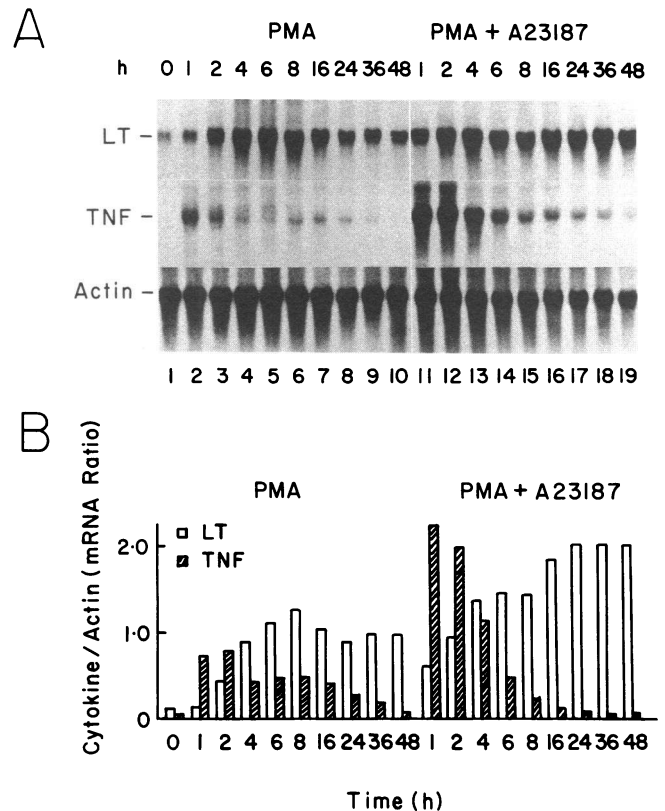 A
PMA PMA + A23187
h 0 1 2 4 6 8 16 24 36 48 1 2 4 6 8 16 24 36 48
LT –
TNF –
Actin –
1 2 3 4 5 6 7 8 9 10 11 12 13 14 15 16 17 18 19
B
Cytokine/Actin (mRNA Ratio)
PMA PMA + A23187
LT
TNF
2·0
1·0
0
0 1 2 4 6 8 16 24 36 48 1 2 4 6 8 16 24 36 48
Time (h)